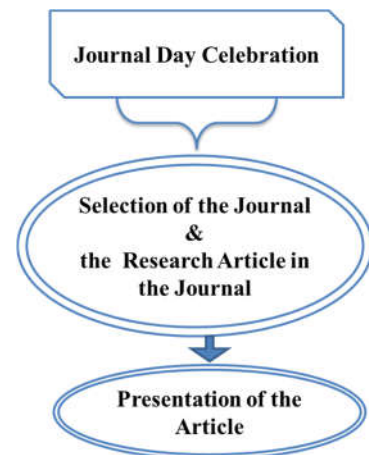 Journal Day Celebration
Selection of the Journal
&
the Research Article in
the Journal
Presentation of the
Article